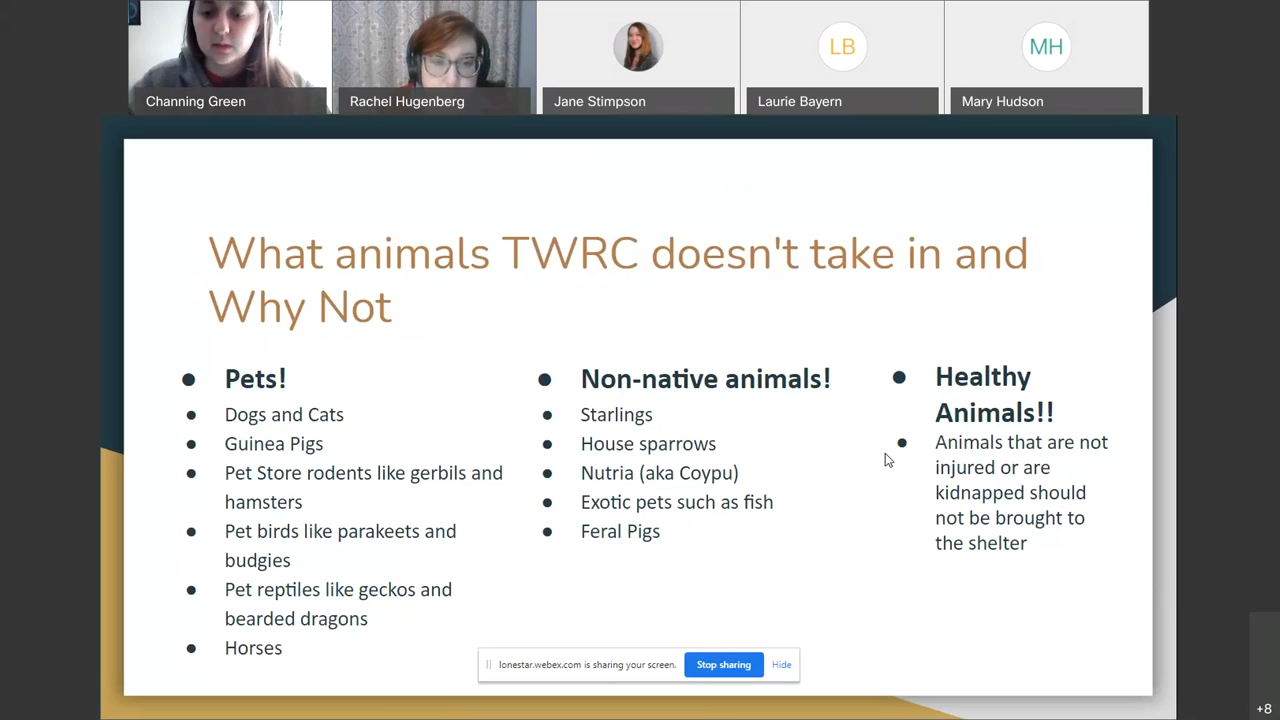 Channing Green
Rachel Hugenberg
Jane Stimpson
LB
Laurie Bayern
MH
Mary Hudson
What animals TWRC doesn't take in and
Why Not
Pets!
Dogs and Cats
Guinea Pigs
Pet Store rodents like gerbils and
hamsters
Pet birds like parakeets and
budgies
Pet reptiles like geckos and
bearded dragons
Horses
Non-native animals!
Starlings
House sparrows
Nutria (aka Coypu)
Exotic pets such as fish
Feral Pigs
Healthy
Animals!!
Animals that are not
injured or are
kidnapped should
not be brought to
the shelter
lonestar.webex.com is sharing your screen.
Stop sharing
Hide
+8